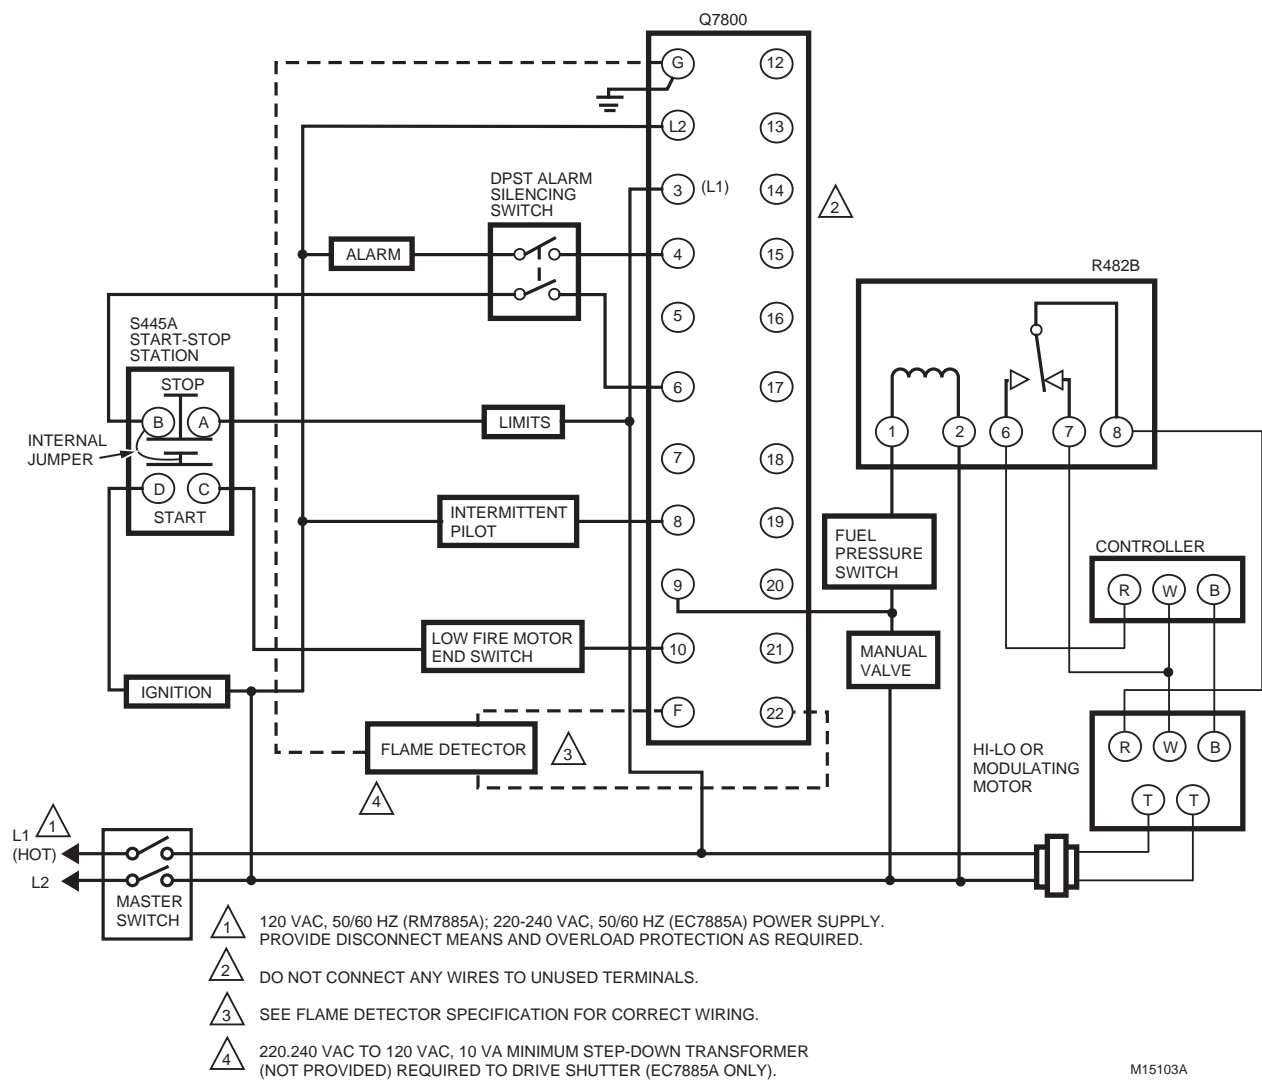 Q7800
G
12
L2
13
3
(L1)
14
2
DPST ALARM
SILENCING
SWITCH
ALARM
4
15
R482B
5
16
S445A
START-STOP
STATION
STOP
6
17
B
A
LIMITS
1
2
6
7
8
INTERNAL
JUMPER
7
18
D
C
START
INTERMITTENT
PILOT
8
19
FUEL
PRESSURE
SWITCH
CONTROLLER
R
W
B
9
20
LOW FIRE MOTOR
END SWITCH
10
21
MANUAL
VALVE
IGNITION
F
22
FLAME DETECTOR
3
4
HI-LO OR
MODULATING
MOTOR
R
W
B
T
T
L1
1
(HOT)
L2
MASTER
SWITCH
1
120 VAC, 50/60 HZ (RM7885A); 220-240 VAC, 50/60 HZ (EC7885A) POWER SUPPLY.
PROVIDE DISCONNECT MEANS AND OVERLOAD PROTECTION AS REQUIRED.
2
DO NOT CONNECT ANY WIRES TO UNUSED TERMINALS.
3
SEE FLAME DETECTOR SPECIFICATION FOR CORRECT WIRING.
4
220.240 VAC TO 120 VAC, 10 VA MINIMUM STEP-DOWN TRANSFORMER
(NOT PROVIDED) REQUIRED TO DRIVE SHUTTER (EC7885A ONLY).
M15103A